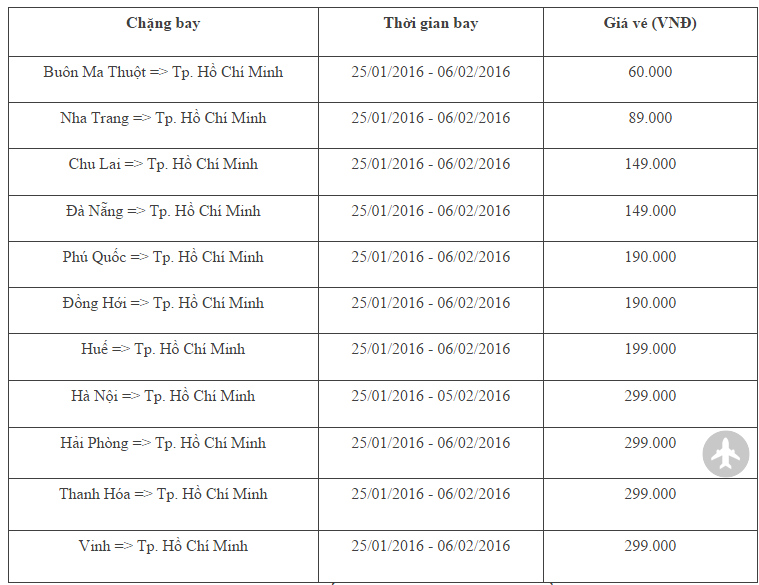 Chặng bay Thời gian bay Giá vé (VNĐ)
Buôn Ma Thuột => Tp. Hồ Chí Minh 25/01/2016 - 06/02/2016 60.000
Nha Trang => Tp. Hồ Chí Minh 25/01/2016 - 06/02/2016 89.000
Chu Lai => Tp. Hồ Chí Minh 25/01/2016 - 06/02/2016 149.000
Đà Nẵng => Tp. Hồ Chí Minh 25/01/2016 - 06/02/2016 149.000
Phú Quốc => Tp. Hồ Chí Minh 25/01/2016 - 06/02/2016 190.000
Đồng Hới => Tp. Hồ Chí Minh 25/01/2016 - 06/02/2016 190.000
Huế => Tp. Hồ Chí Minh 25/01/2016 - 06/02/2016 199.000
Hà Nội => Tp. Hồ Chí Minh 25/01/2016 - 05/02/2016 299.000
Hải Phòng => Tp. Hồ Chí Minh 25/01/2016 - 06/02/2016 299.000
Thanh Hóa => Tp. Hồ Chí Minh 25/01/2016 - 06/02/2016 299.000
Vinh => Tp. Hồ Chí Minh 25/01/2016 - 06/02/2016 299.000